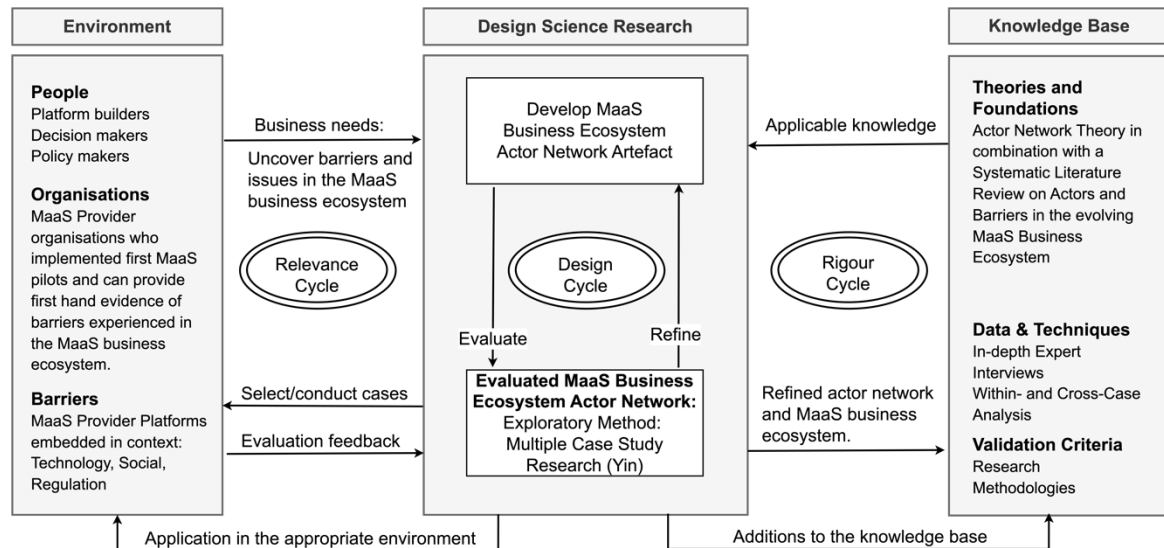 Environment
People
Platform builders
Decision makers
Policy makers
Organisations
MaaS Provider
organisations who
implemented first MaaS
pilots and can provide
first hand evidence of
barriers experienced in
the MaaS business
ecosystem.
Barriers
MaaS Provider Platforms
embedded in context:
Technology, Social,
Regulation
Business needs:
Uncover barriers and
issues in the MaaS
business ecosystem
Relevance
Cycle
Select/conduct cases
Evaluation feedback
Design Science Research
Develop MaaS
Business Ecosystem
Actor Network Artefact
Design
Cycle
Evaluate
Refine
Evaluated MaaS Business
Ecosystem Actor Network:
Exploratory Method:
Multiple Case Study
Research (Yin)
Applicable knowledge
Rigour
Cycle
Refined actor network
and MaaS business
ecosystem.
Knowledge Base
Theories and
Foundations
Actor Network Theory in
combination with a
Systematic Literature
Review on Actors and
Barriers in the evolving
MaaS Business
Ecosystem
Data & Techniques
In-depth Expert
Interviews
Within- and Cross-Case
Analysis
Validation Criteria
Research
Methodologies
Application in the appropriate environment
Additions to the knowledge base